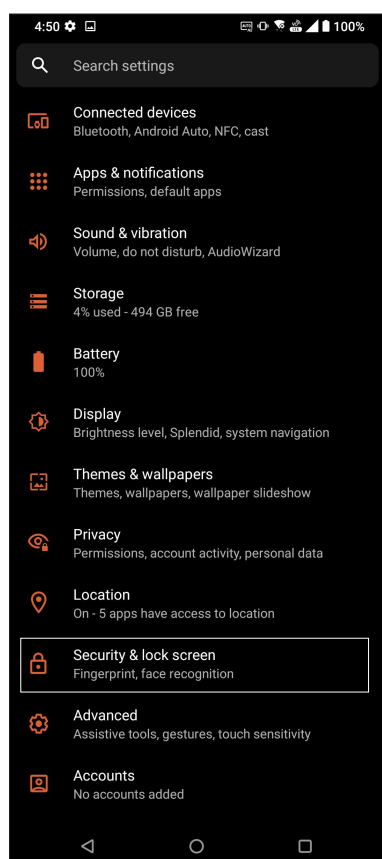 4:50 100%
Search settings
Connected devices
Bluetooth, Android Auto, NFC, cast
Apps & notifications
Permissions, default apps
Sound & vibration
Volume, do not disturb, AudioWizard
Storage
4% used - 494 GB free
Battery
100%
Display
Brightness level, Splendid, system navigation
Themes & wallpapers
Themes, wallpapers, wallpaper slideshow
Privacy
Permissions, account activity, personal data
Location
On - 5 apps have access to location
Security & lock screen
Fingerprint, face recognition
Advanced
Assistive tools, gestures, touch sensitivity
Accounts
No accounts added